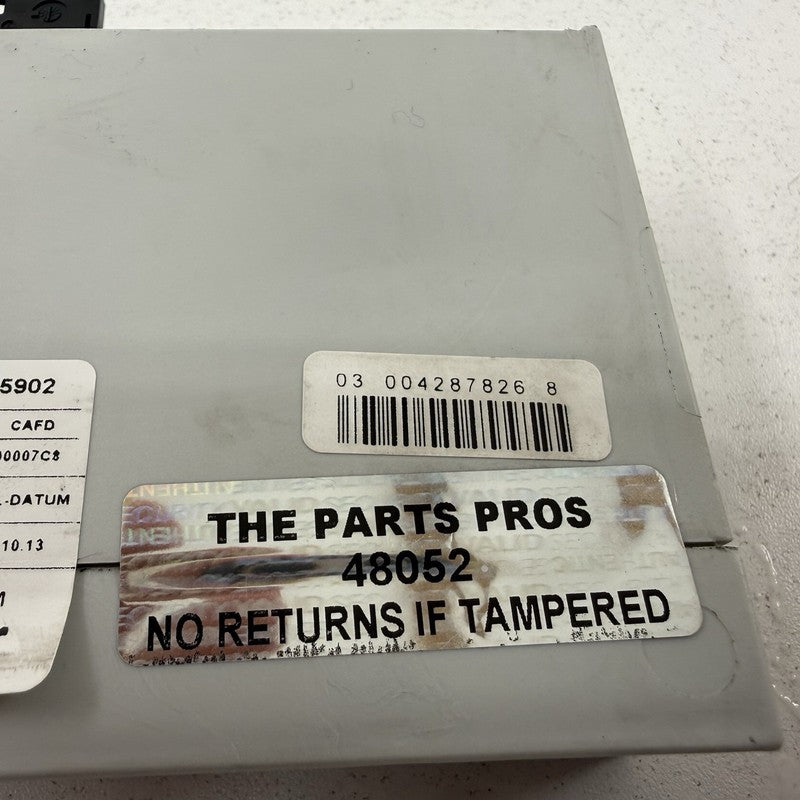 5902
CAFD
00007C8
-DATUM
10.13
03 004287826 8
THE PARTS PROS
48052
NO RETURNS IF TAMPERED